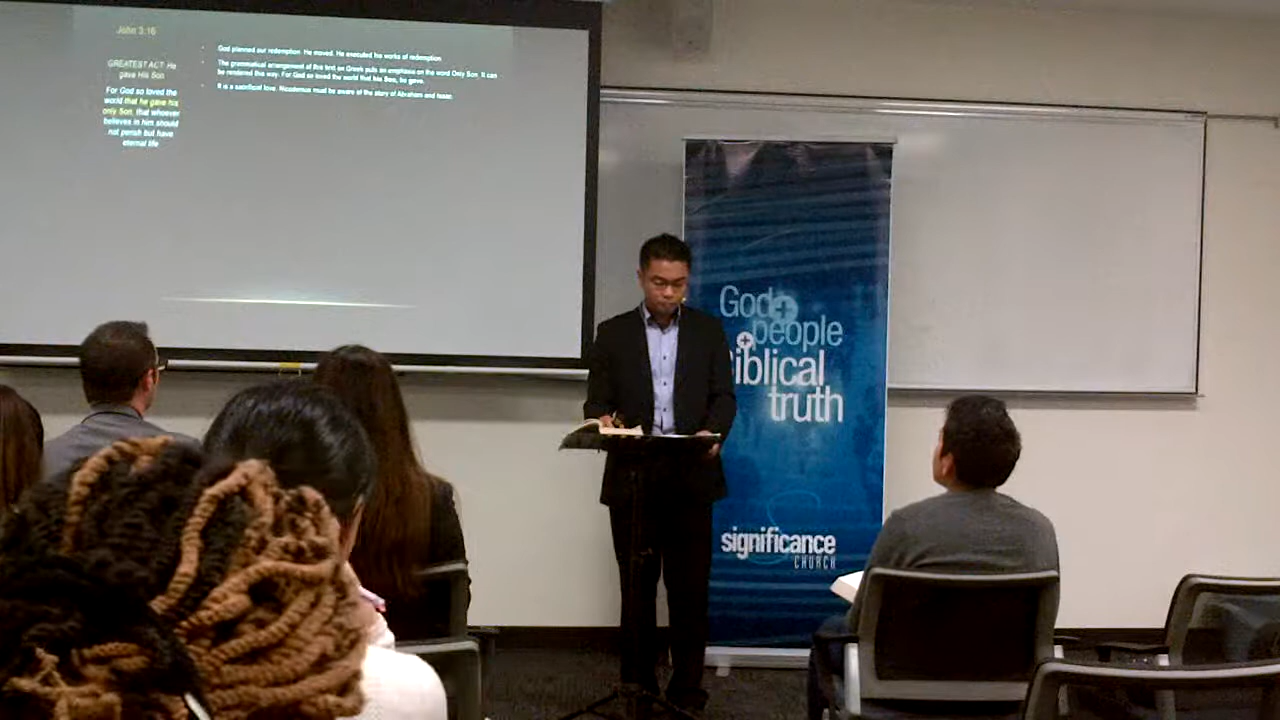 John 3:16
GREATEST ACT: He
gave His Son
For God so loved the
world that he gave his
only Son, that whoever
believes in him should
not perish but have
eternal life
God planned our redemption. He moved. He executed his works of redemption.
The grammatical arrangement of this text on Greek puts an emphasis on the word Only Son. It can
be rendered this way: For God so loved the world that his Son, he gave.
It is a sacrificial love. Nicodemus must be aware of the story of Abraham and Isaac.
God+
people
+
Biblical
truth
significance
CHURCH